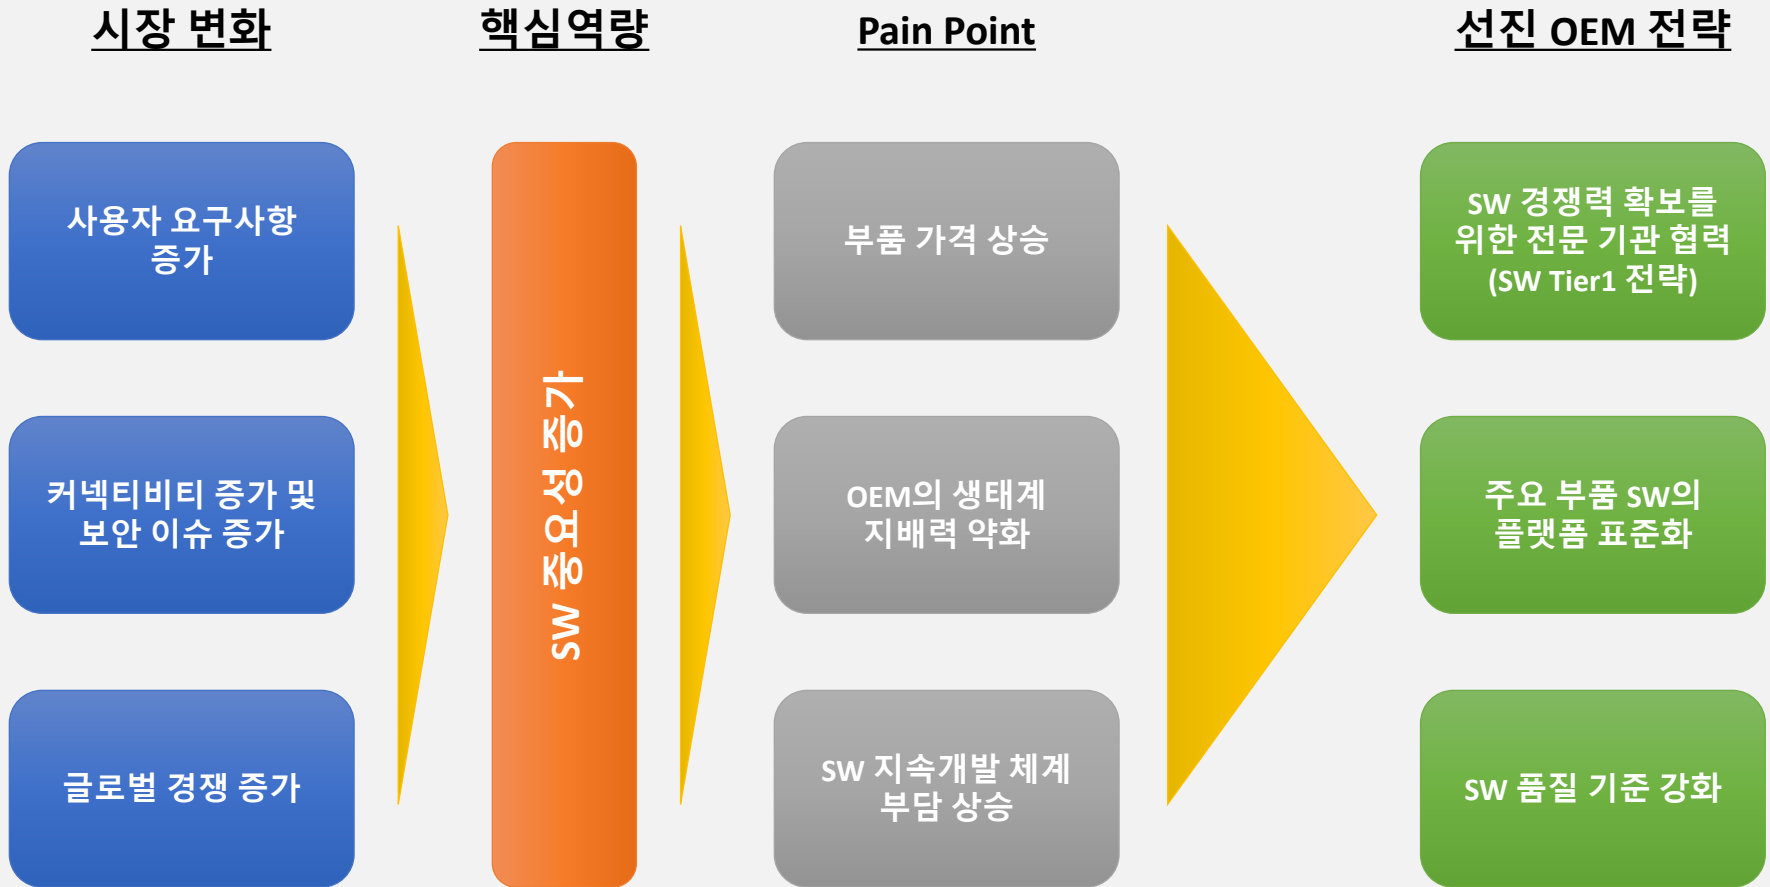 시장 변화
핵심역량
Pain Point
선진 OEM 전략
사용자 요구사항
증가
커넥티비티 증가 및
보안 이슈 증가
글로벌 경쟁 증가
SW 중요성 증가
부품 가격 상승
OEM의 생태계
지배력 약화
SW 지속개발 체계
부담 상승
SW 경쟁력 확보를
위한 전문 기관 협력
(SW Tier1 전략)
주요 부품 SW의
플랫폼 표준화
SW 품질 기준 강화